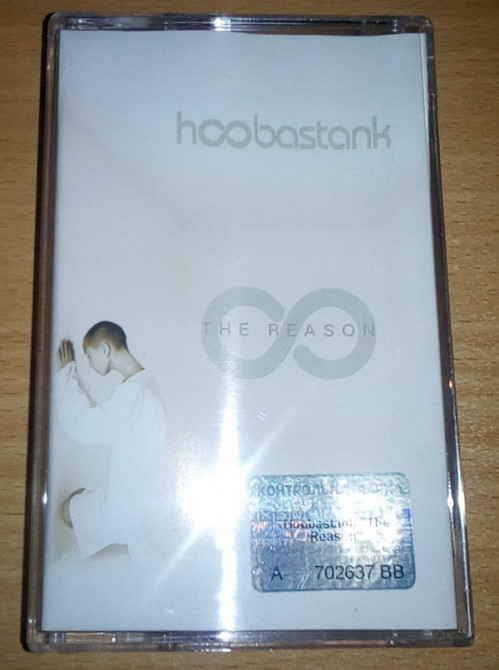 hoobastank
THE REASON
Hoobastank "The
Reason"
A 702637 BB